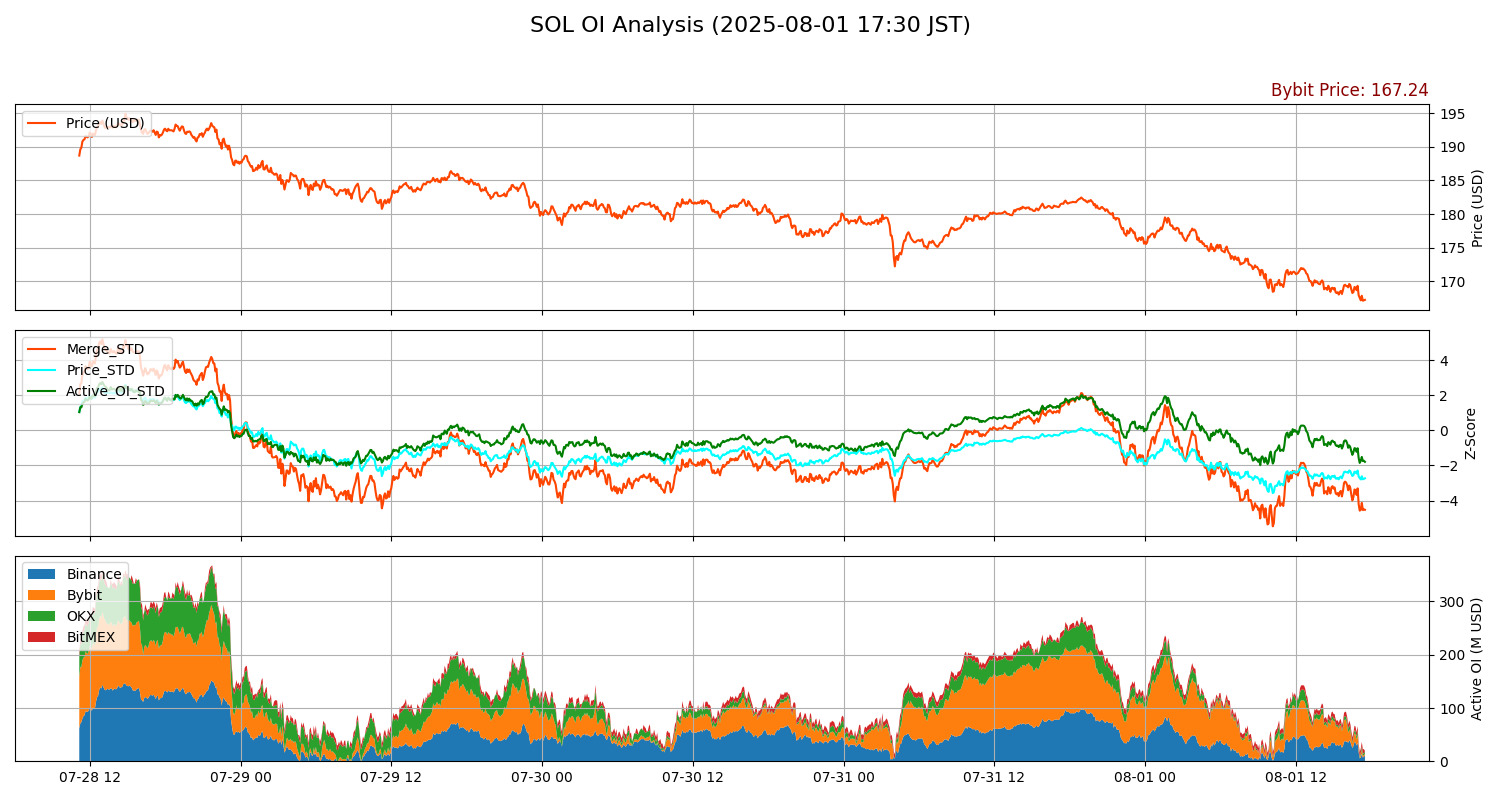 SOL OI Analysis (2025-08-01 17:30 JST)
Bybit Price: 167.24
Price (USD)
195
190
185
180
175
170
Price (USD)
Merge_STD
Price_STD
Active_OI_STD
4
2
0
−2
−4
Z-Score
Binance
Bybit
OKX
BitMEX
300
200
100
0
Active OI (M USD)
07-28 12
07-29 00
07-29 12
07-30 00
07-30 12
07-31 00
07-31 12
08-01 00
08-01 12